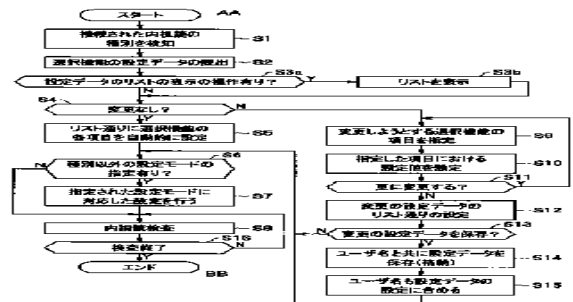 スタート AA
接続された内視鏡の
種別を検知 S1
選択機能の設定データの読出 S2
設定データのリストの表示の操作有り? S3a
Y
リストを表示 S3b
N
S4
変更なし? N
Y
リスト通りに選択機能の
各項目を自動的に設定 S5
S6
種別以外の設定モードの
指定有り?
N
Y
指定された設定モードに
対応した設定を行う S7
内視鏡検査 S8
S16
検査終了 N
Y
エンド BB
変更しようとする選択機能の
項目を指定 S9
指定した項目における
設定値を設定 S10
S11
更に変更する? Y
N
変更の設定データの
リスト通りの設定 S12
S13
変更の設定データを保存?
N
Y
ユーザ名と共に設定データを
保存(格納) S14
ユーザ名も設定データの
設定に含める S15